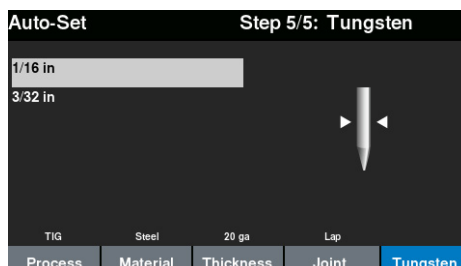 Auto-Set Step 5/5: Tungsten
1/16 in
3/32 in
TIG Steel 20 ga Lap
Process Material Thickness Joint Tungsten